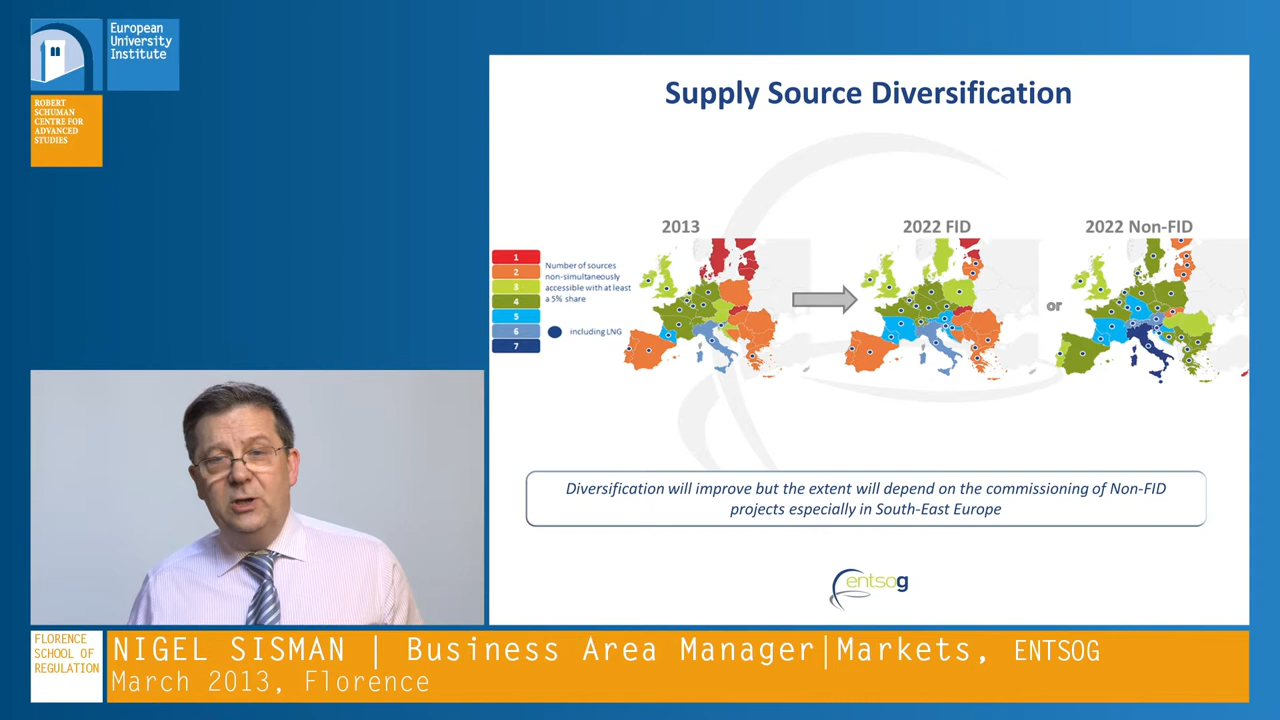 European
University
Institute
ROBERT
SCHUMAN
CENTRE FOR
ADVANCED
STUDIES
Supply Source Diversification
2013
2022 FID
2022 Non-FID
1
2
3
4
5
6
7
Number of sources
non-simultaneously
accessible with at least
a 5% share
including LNG
or
Diversification will improve but the extent will depend on the commissioning of Non-FID
projects especially in South-East Europe
entsog
FLORENCE
SCHOOL OF
REGULATION
NIGEL SISMAN | Business Area Manager|Markets, ENTSOG
March 2013, Florence